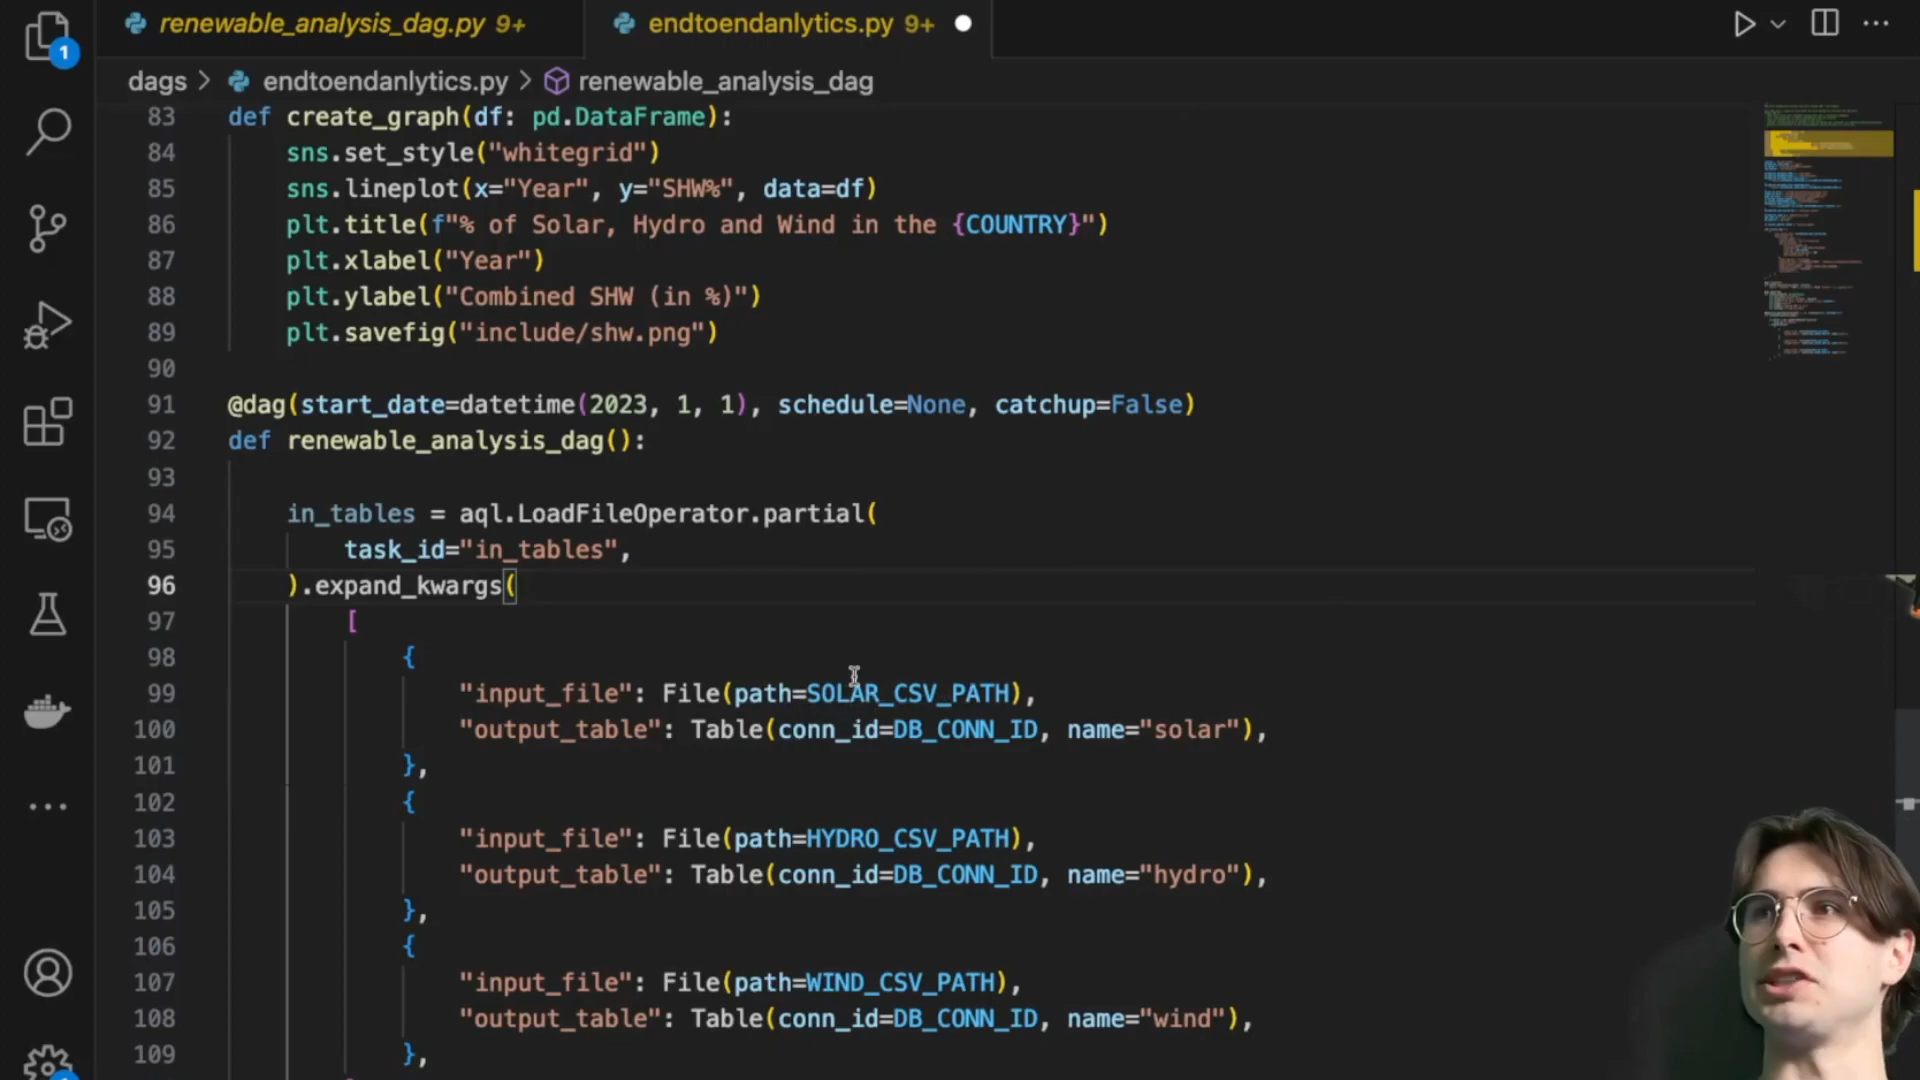 renewable_analysis_dag.py 9+
endtoendanlytics.py 9+
1
dags > endtoendanlytics.py > renewable_analysis_dag
83 def create_graph(df: pd.DataFrame):
84 sns.set_style("whitegrid")
85 sns.lineplot(x="Year", y="SHW%", data=df)
86 plt.title(f"% of Solar, Hydro and Wind in the {COUNTRY}")
87 plt.xlabel("Year")
88 plt.ylabel("Combined SHW (in %)")
89 plt.savefig("include/shw.png")
90
91 @dag(start_date=datetime(2023, 1, 1), schedule=None, catchup=False)
92 def renewable_analysis_dag():
93
94 in_tables = aql.LoadFileOperator.partial(
95 task_id="in_tables",
96 ).expand_kwargs(
97 [
98 {
99 "input_file": File(path=SOLAR_CSV_PATH),
100 "output_table": Table(conn_id=DB_CONN_ID, name="solar"),
101 },
102 {
103 "input_file": File(path=HYDRO_CSV_PATH),
104 "output_table": Table(conn_id=DB_CONN_ID, name="hydro"),
105 },
106 {
107 "input_file": File(path=WIND_CSV_PATH),
108 "output_table": Table(conn_id=DB_CONN_ID, name="wind"),
109 },